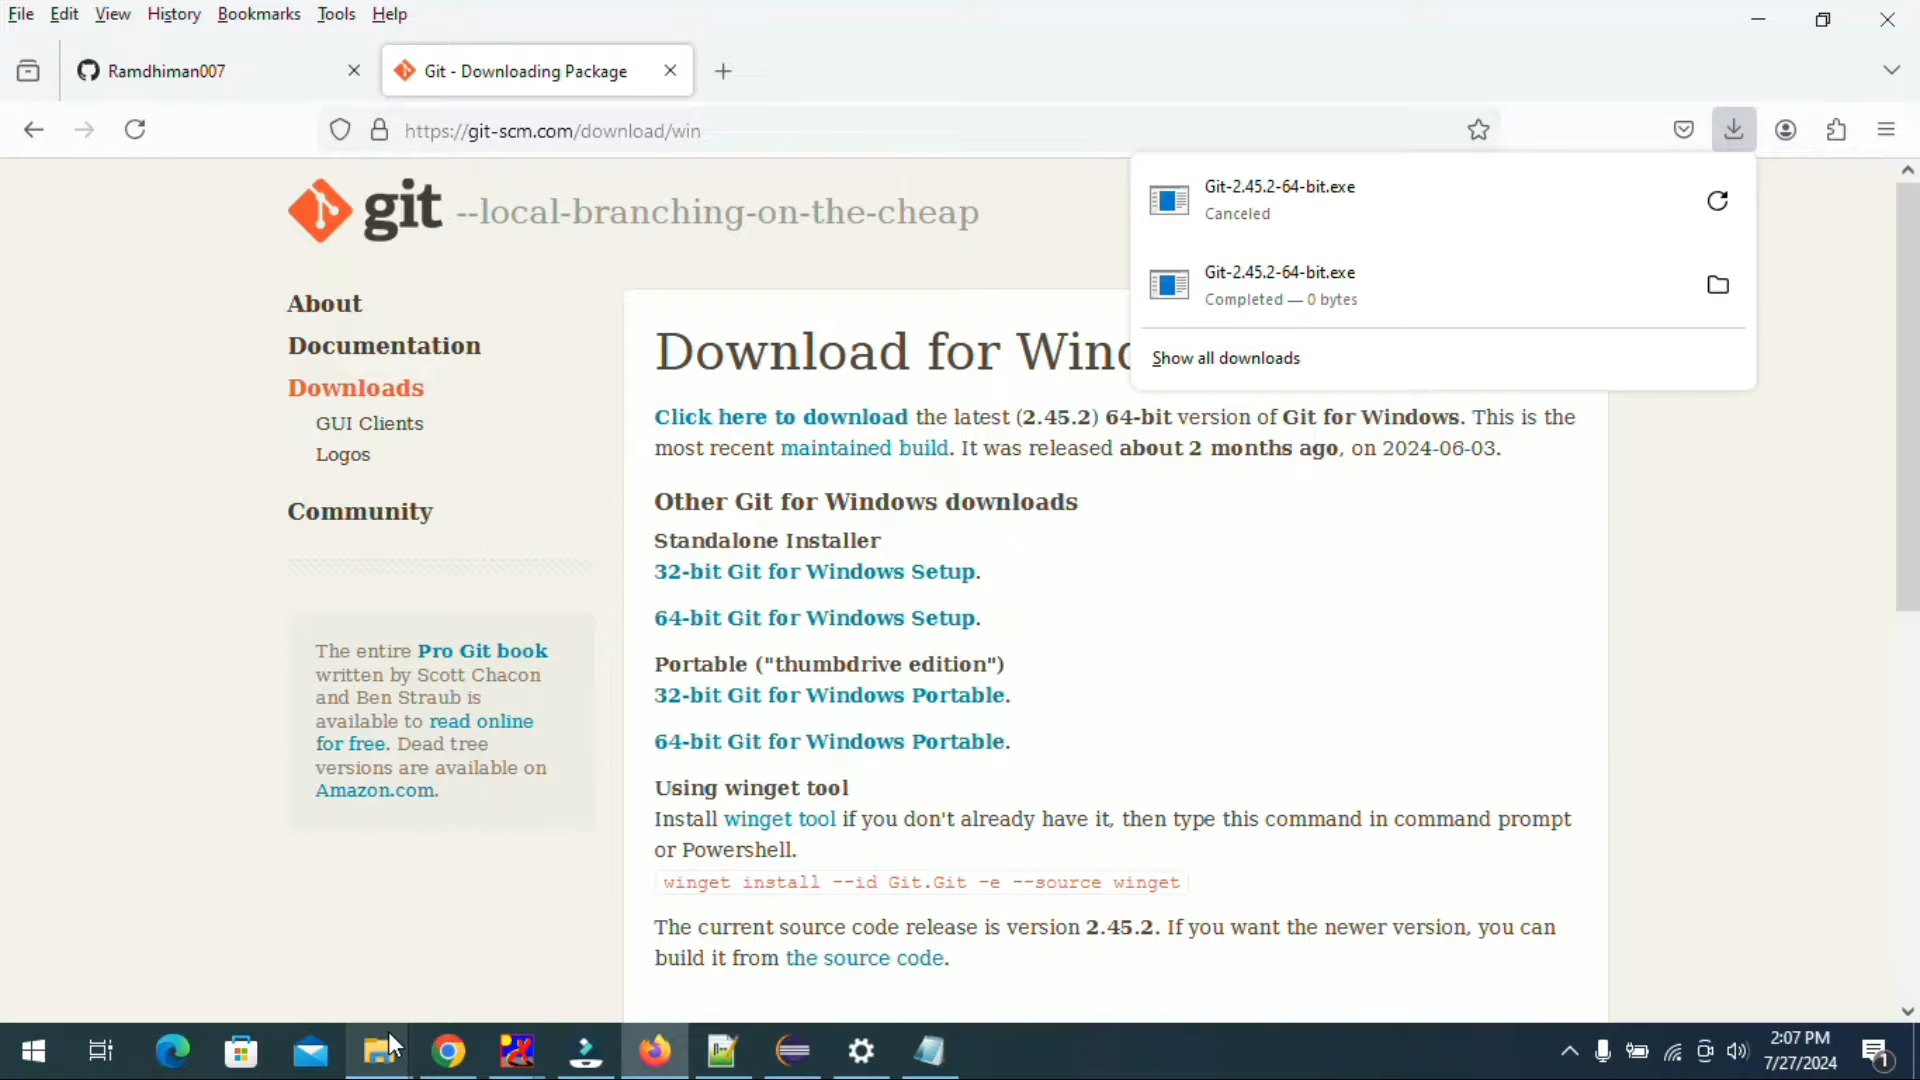 File Edit View History Bookmarks Tools Help
Ramdhiman007
Git - Downloading Package
https://git-scm.com/download/win
git --local-branching-on-the-cheap
About
Documentation
Downloads
GUI Clients
Logos
Community
The entire Pro Git book
written by Scott Chacon
and Ben Straub is
available to read online
for free. Dead tree
versions are available on
Amazon.com.
Git-2.45.2-64-bit.exe
Canceled
Git-2.45.2-64-bit.exe
Completed — 0 bytes
Show all downloads
Download for Wind
Click here to download the latest (2.45.2) 64-bit version of Git for Windows. This is the
most recent maintained build. It was released about 2 months ago, on 2024-06-03.
Other Git for Windows downloads
Standalone Installer
32-bit Git for Windows Setup.
64-bit Git for Windows Setup.
Portable ("thumbdrive edition")
32-bit Git for Windows Portable.
64-bit Git for Windows Portable.
Using winget tool
Install winget tool if you don't already have it, then type this command in command prompt
or Powershell.
winget install --id Git.Git -e --source winget
The current source code release is version 2.45.2. If you want the newer version, you can
build it from the source code.
2:07 PM
7/27/2024
1